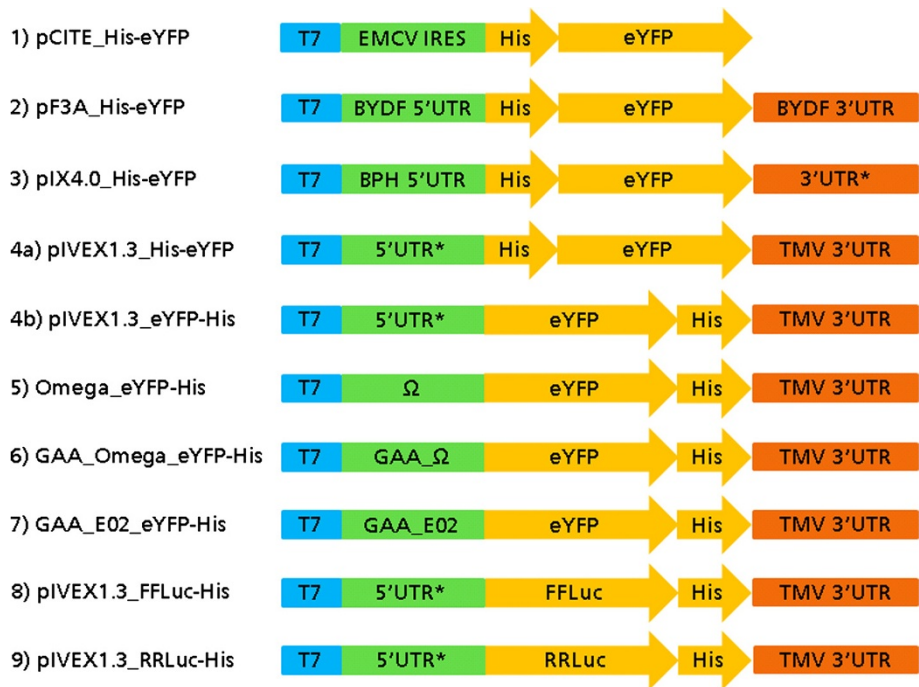 1) pCITE_His-eYFP T7 EMCV IRES His eYFP
2) pF3A_His-eYFP T7 BYDF 5’UTR His eYFP BYDF 3’UTR
3) pIX4.0_His-eYFP T7 BPH 5’UTR His eYFP 3’UTR*
4a) pIVEX1.3_His-eYFP T7 5’UTR* His eYFP TMV 3’UTR
4b) pIVEX1.3_eYFP-His T7 5’UTR* eYFP His TMV 3’UTR
5) Omega_eYFP-His T7 Ω eYFP His TMV 3’UTR
6) GAA_Omega_eYFP-His T7 GAA_Ω eYFP His TMV 3’UTR
7) GAA_E02_eYFP-His T7 GAA_E02 eYFP His TMV 3’UTR
8) pIVEX1.3_FFLuc-His T7 5’UTR* FFLuc His TMV 3’UTR
9) pIVEX1.3_RRLuc-His T7 5’UTR* RRLuc His TMV 3’UTR